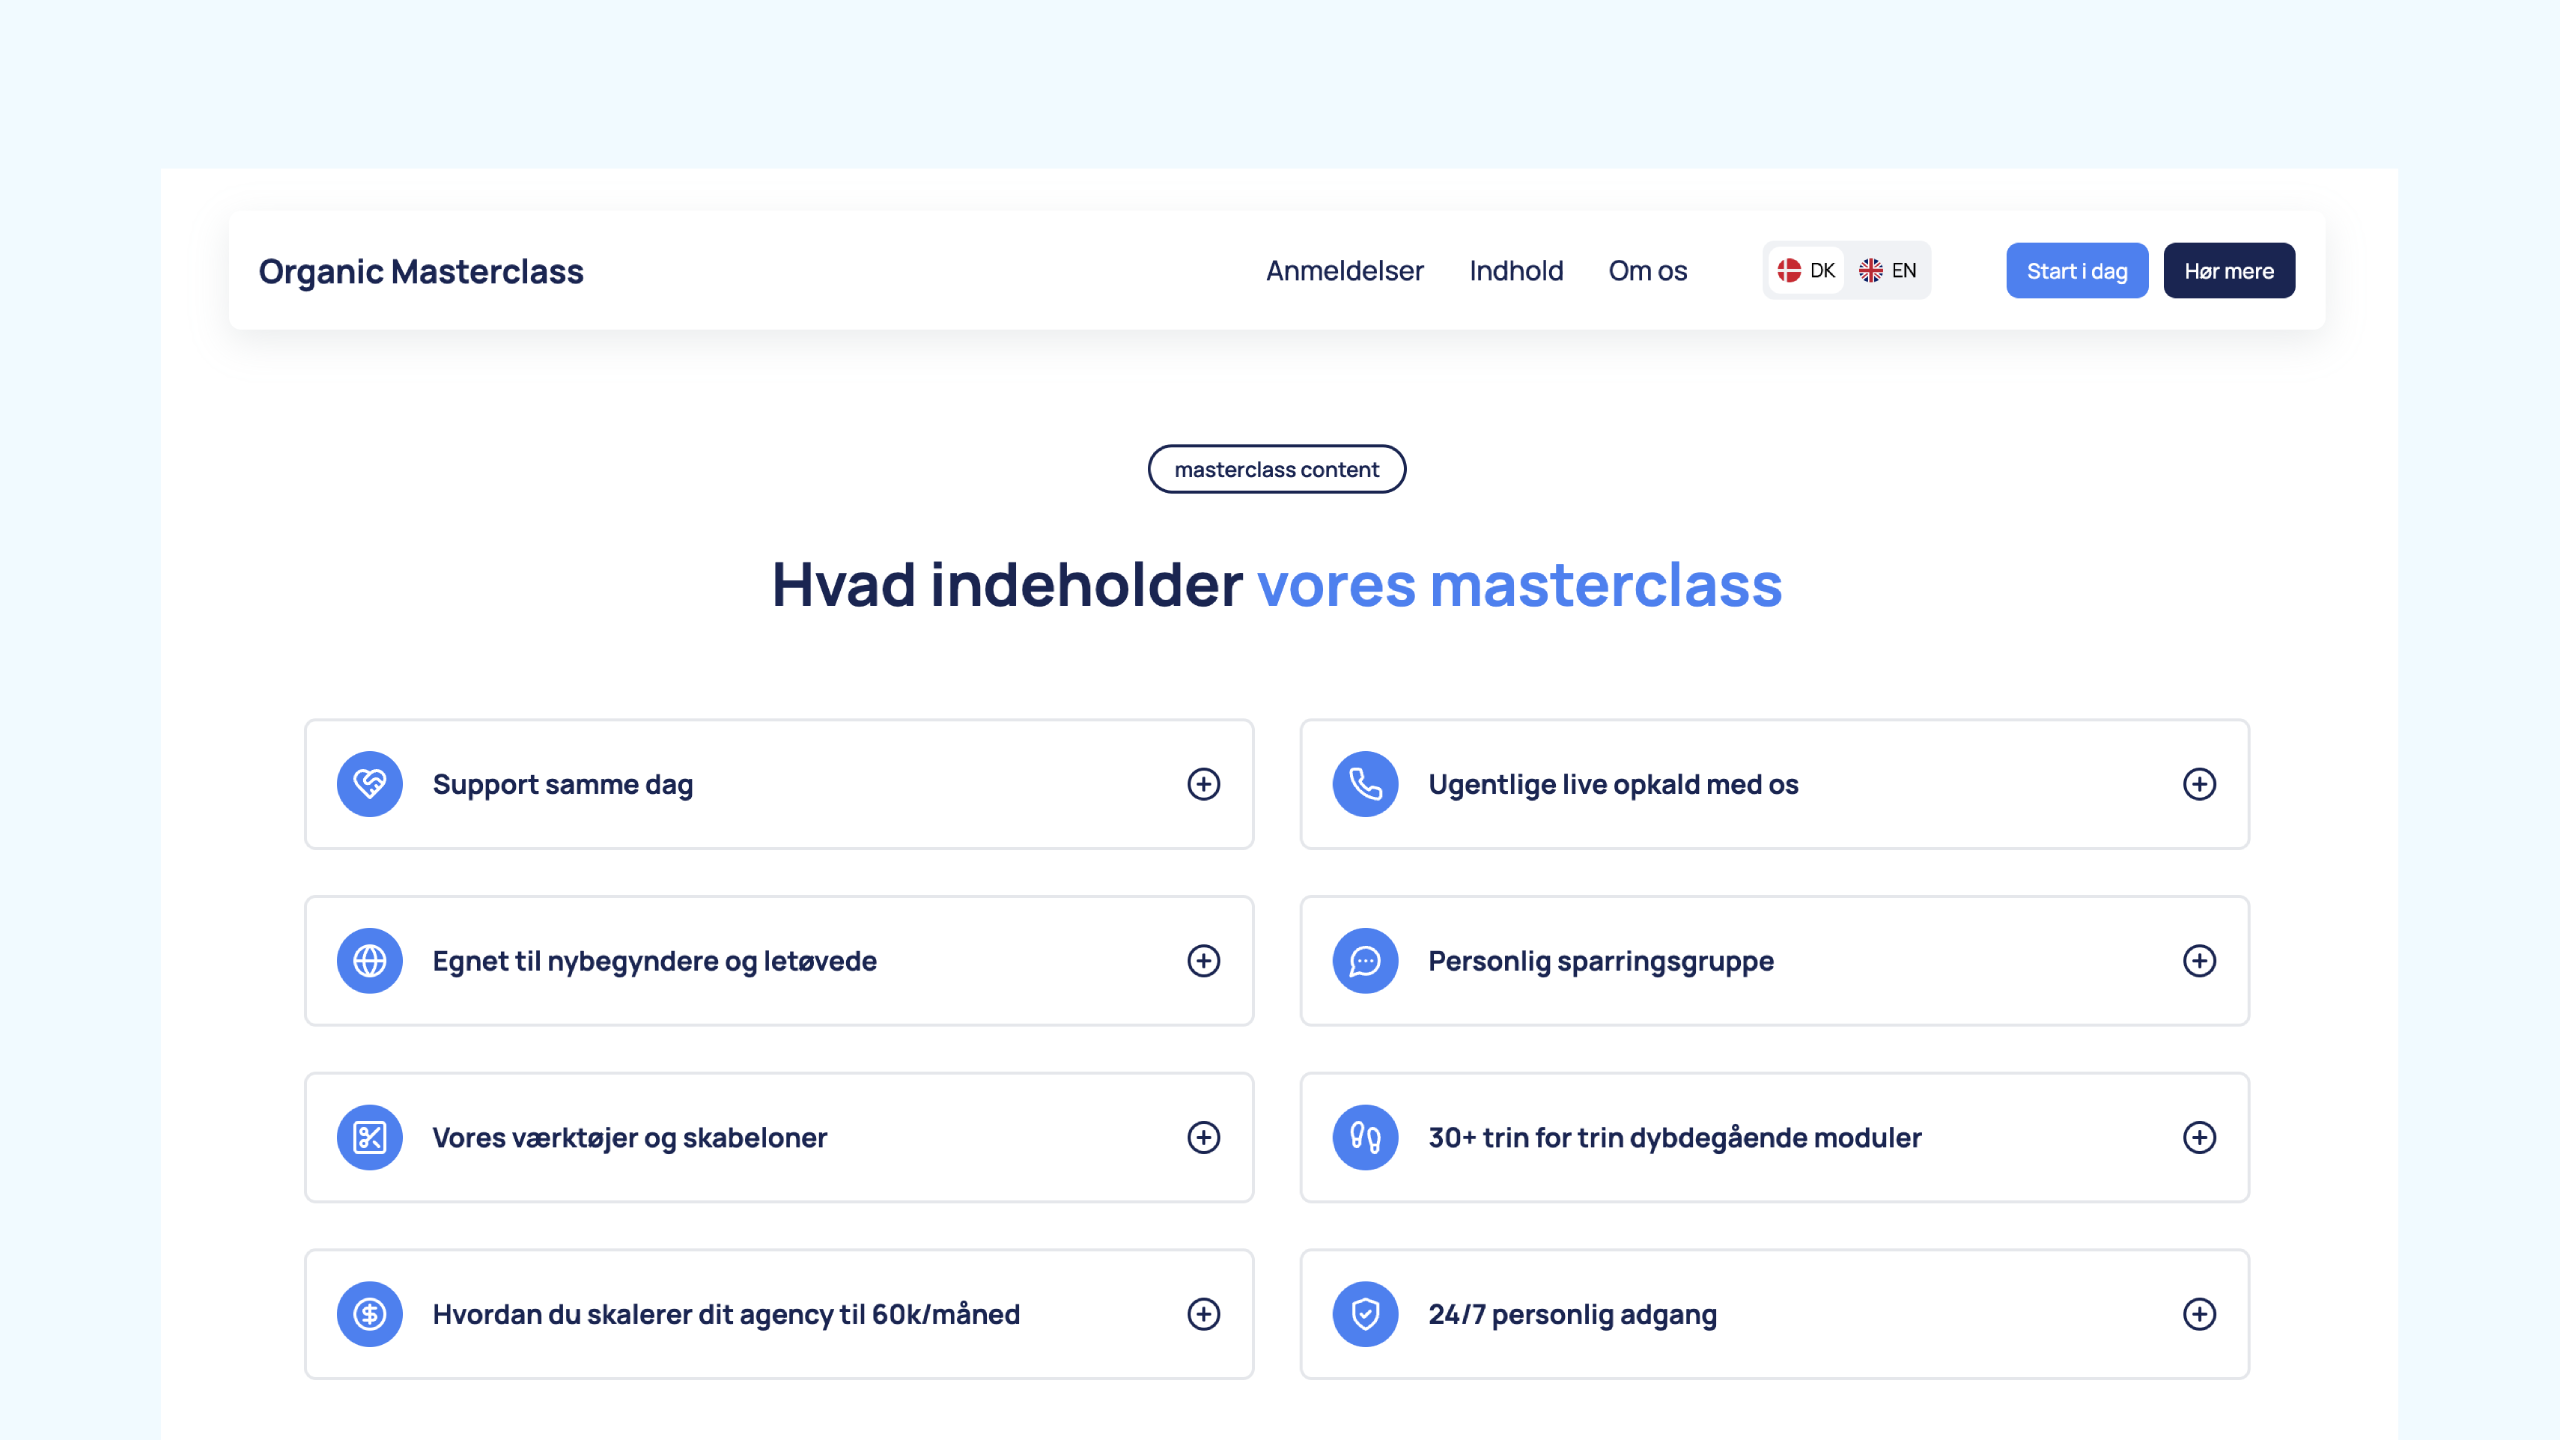 Organic Masterclass
Anmeldelser
Indhold
Om os
DK
EN
Start i dag
Hør mere
masterclass content
Hvad indeholder vores masterclass
Support samme dag
Ugentlige live opkald med os
Egnet til nybegyndere og letøvede
Personlig sparringsgruppe
Vores værktøjer og skabeloner
30+ trin for trin dybdegående moduler
Hvordan du skalerer dit agency til 60k/måned
24/7 personlig adgang